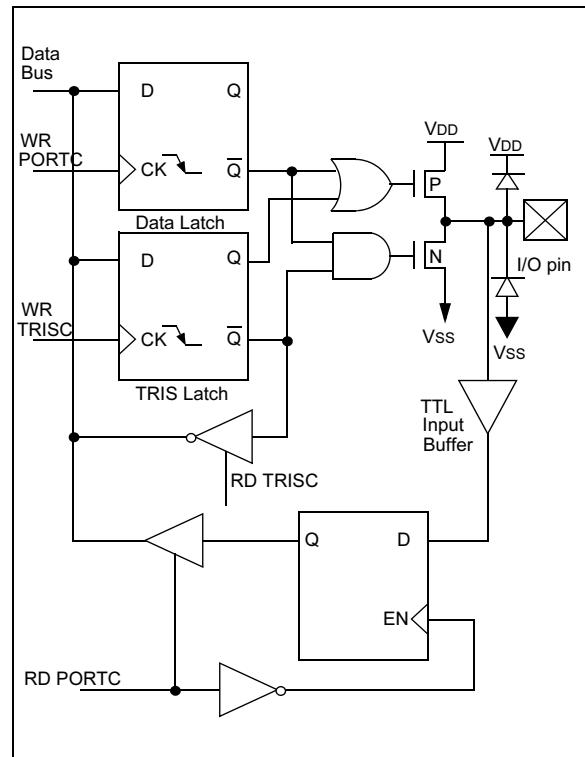 Data
Bus
D
Q
VDD
VDD
WR
PORTC
CK
Q
P
Data Latch
D
Q
N
I/O pin
WR
TRISC
CK
Q
VSS
VSS
TRIS Latch
TTL
Input
Buffer
RD TRISC
Q
D
EN
RD PORTC